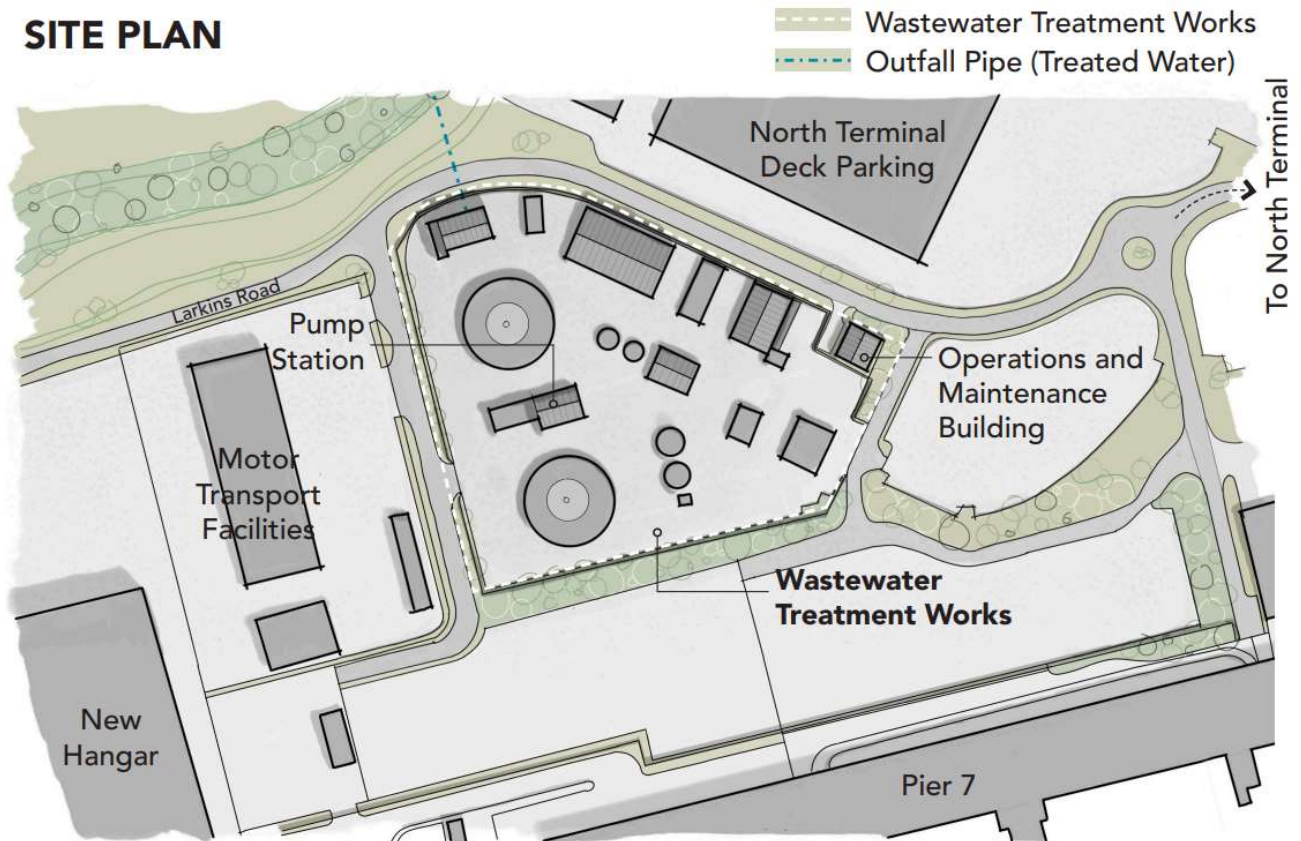 SITE PLAN
Wastewater Treatment Works
Outfall Pipe (Treated Water)
North Terminal
Deck Parking
To North Terminal
Larkins Road
Pump
Station
Operations and
Maintenance
Building
Motor
Transport
Facilities
Wastewater
Treatment Works
New
Hangar
Pier 7